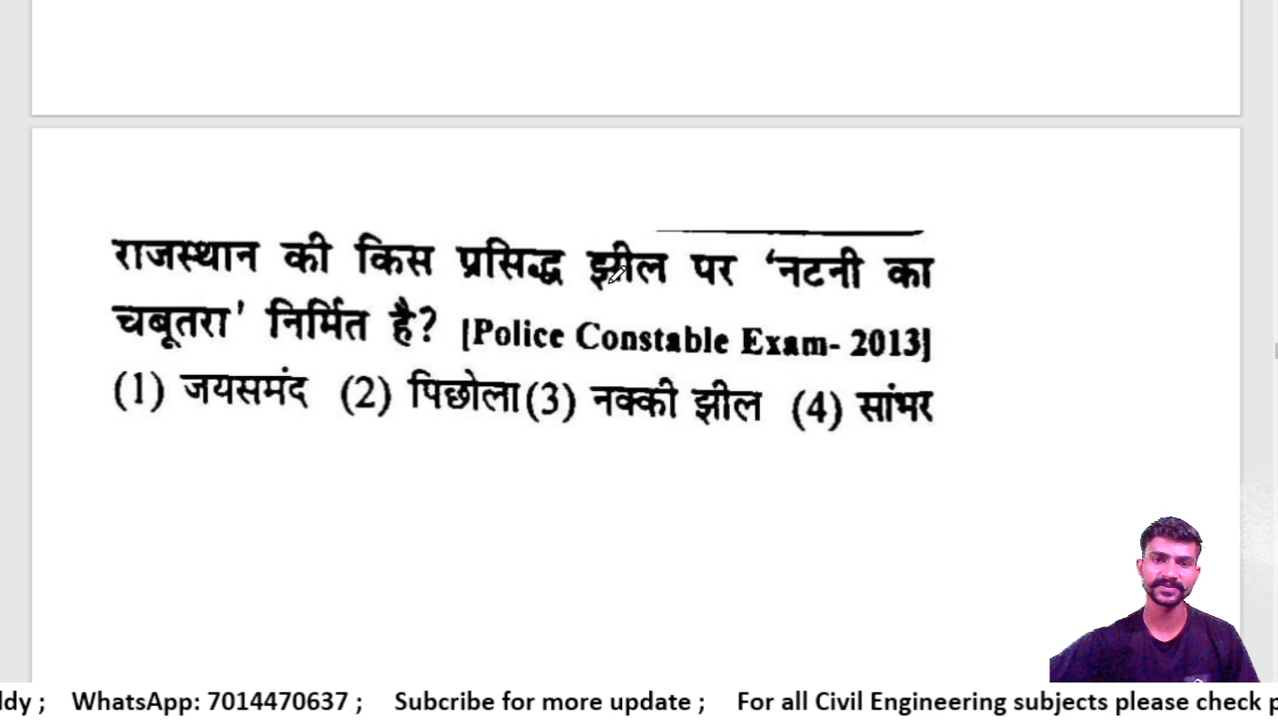 राजस्थान की किस प्रसिद्ध झील पर 'नटनी का
चबूतरा' निर्मित है? [Police Constable Exam- 2013]
(1) जयसमंद (2) पिछोला (3) नक्की झील (4) सांभर
ddy ; WhatsApp: 7014470637 ; Subcribe for more update ; For all Civil Engineering subjects please check p